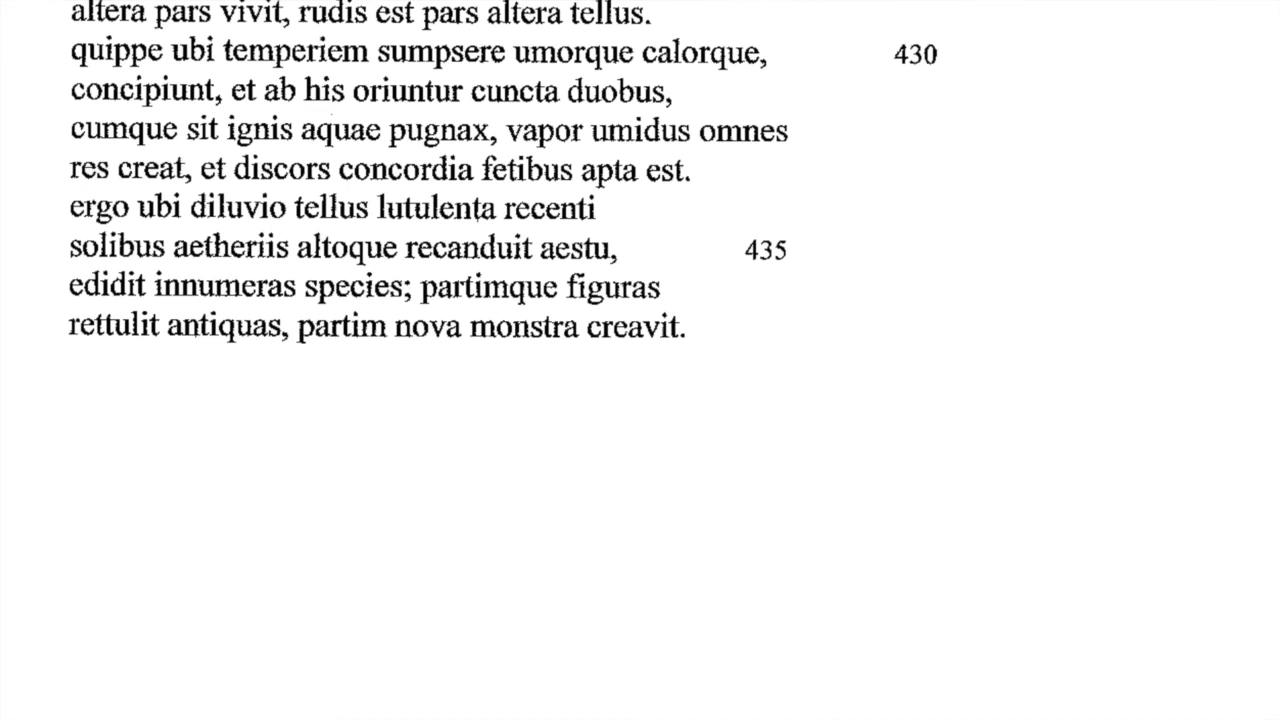 altera pars vivit, rudis est pars altera tellus.
quippe ubi temperiem sumpsere umorque calorque, 430
concipiunt, et ab his oriuntur cuncta duobus,
cumque sit ignis aquae pugnax, vapor umidus omnes
res creat, et discors concordia fetibus apta est.
ergo ubi diluvio tellus lutulenta recenti
solibus aetheriis altoque recanduit aestu, 435
edidit innumeras species; partimque figuras
rettulit antiquas, partim nova monstra creavit.